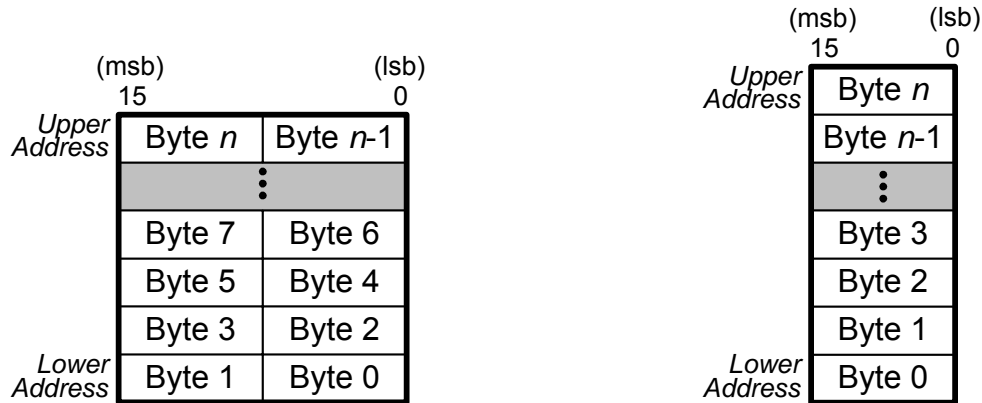 (msb) (lsb)
15 0
Upper Address Byte n Byte n-1
Byte 7 Byte 6
Byte 5 Byte 4
Byte 3 Byte 2
Lower Address Byte 1 Byte 0
(msb) (lsb)
15 0
Upper Address Byte n
Byte n-1
Byte 3
Byte 2
Byte 1
Lower Address Byte 0